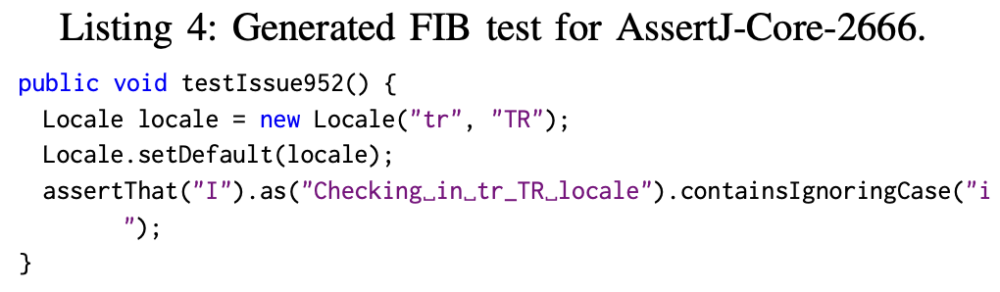 Listing 4: Generated FIB test for AssertJ-Core-2666.
public void testIssue952() {
  Locale locale = new Locale("tr", "TR");
  Locale.setDefault(locale);
  assertThat("I").as("Checking␣in␣tr_TR␣locale").containsIgnoringCase("i
        ");
}